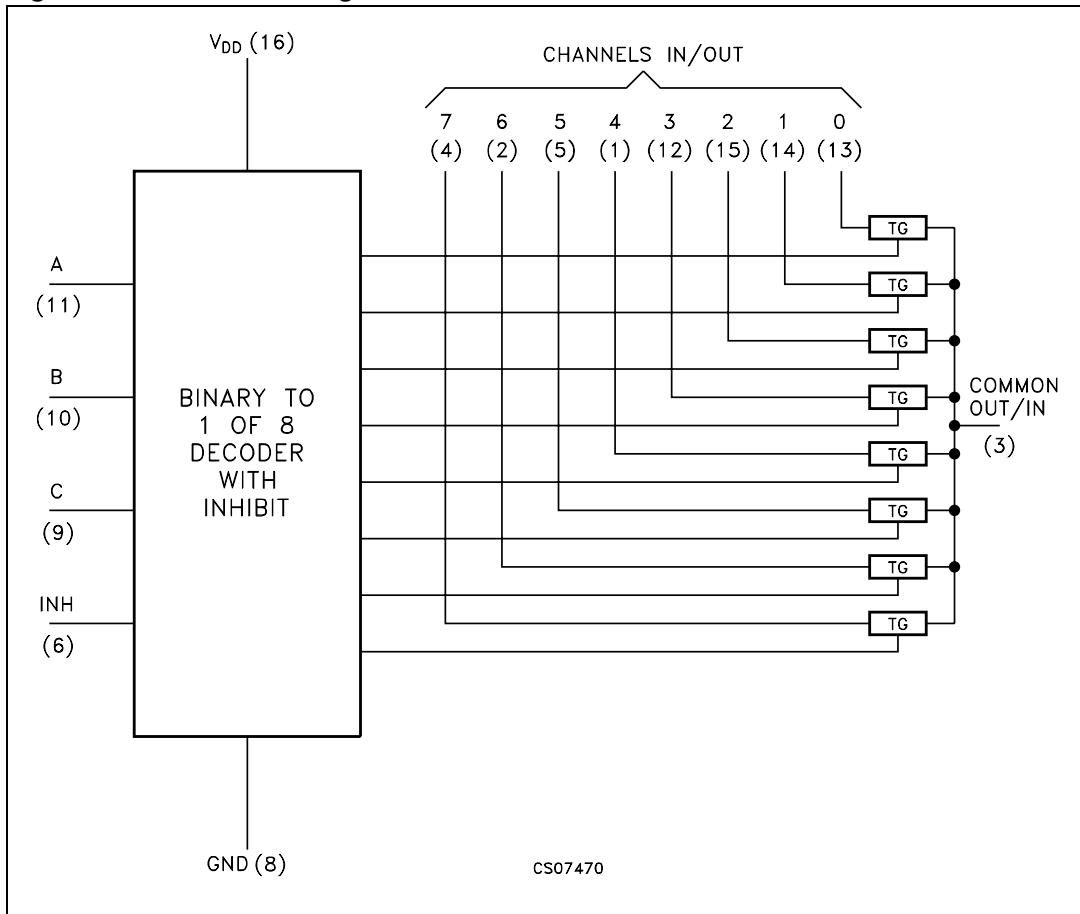 V_DD (16)
CHANNELS IN/OUT
7 6 5 4 3 2 1 0
(4) (2) (5) (1) (12) (15) (14) (13)
TG
A
(11)
TG
TG
B
(10)
BINARY TO
1 OF 8
DECODER
WITH
INHIBIT
TG
COMMON
OUT/IN
(3)
TG
C
(9)
TG
TG
INH
(6)
TG
GND (8)
CS07470